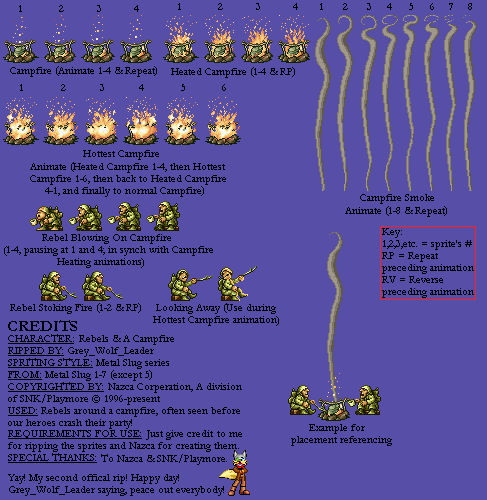 1 2 3 4 1 2 3 4 1 2 3 4 5 6 7 8
Campfire (Animate 1-4 & Repeat)
Heated Campfire (1-4 & RP)
1 2 3 4 5 6
Hottest Campfire
Animate (Heated Campfire 1-4, then Hottest
Campfire 1-6, then back to Heated Campfire
4-1, and finally to normal Campfire)
Campfire Smoke
Animate (1-8 & Repeat)
Rebel Blowing On Campfire
(1-4, pausing at 1 and 4, in synch with Campfire
Heating animations)
Key:
1,2,3,etc. = sprite's #
RP = Repeat
preceding animation
RV = Reverse
preceding animation
Rebel Stoking Fire (1-2 & RP)
Looking Away (Use during
Hottest Campfire animation)
CREDITS
CHARACTER: Rebels & A Campfire
RIPPED BY: Grey_Wolf_Leader
SPRITING STYLE: Metal Slug series
FROM: Metal Slug 1-7 (except 5)
COPYRIGHTED BY: Nazca Corperation, A division
of SNK/Playmore © 1996-present
USED: Rebels around a campfire, often seen before
our heroes crash their party!
REQUIREMENTS FOR USE: Just give credit to me
for ripping the sprites and Nazca for creating them.
SPECIAL THANKS: To Nazca & SNK/Playmore.
Example for
placement referencing
Yay! My second offical rip! Happy day!
Grey_Wolf_Leader saying, peace out everybody!